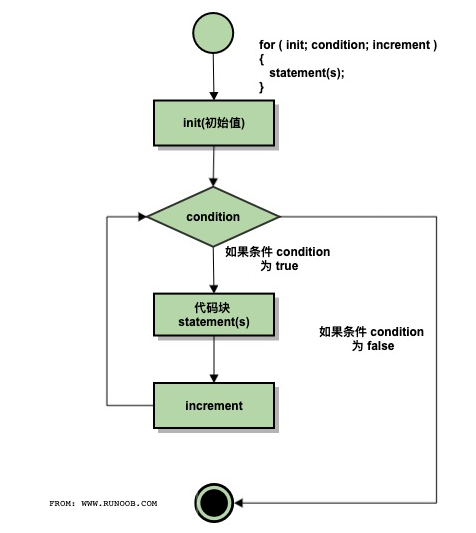 for ( init; condition; increment )
{
statement(s);
}
init(初始值)
condition
如果条件 condition
为 true
代码块
statement(s)
如果条件 condition
为 false
increment
FROM: WWW.RUNOOB.COM